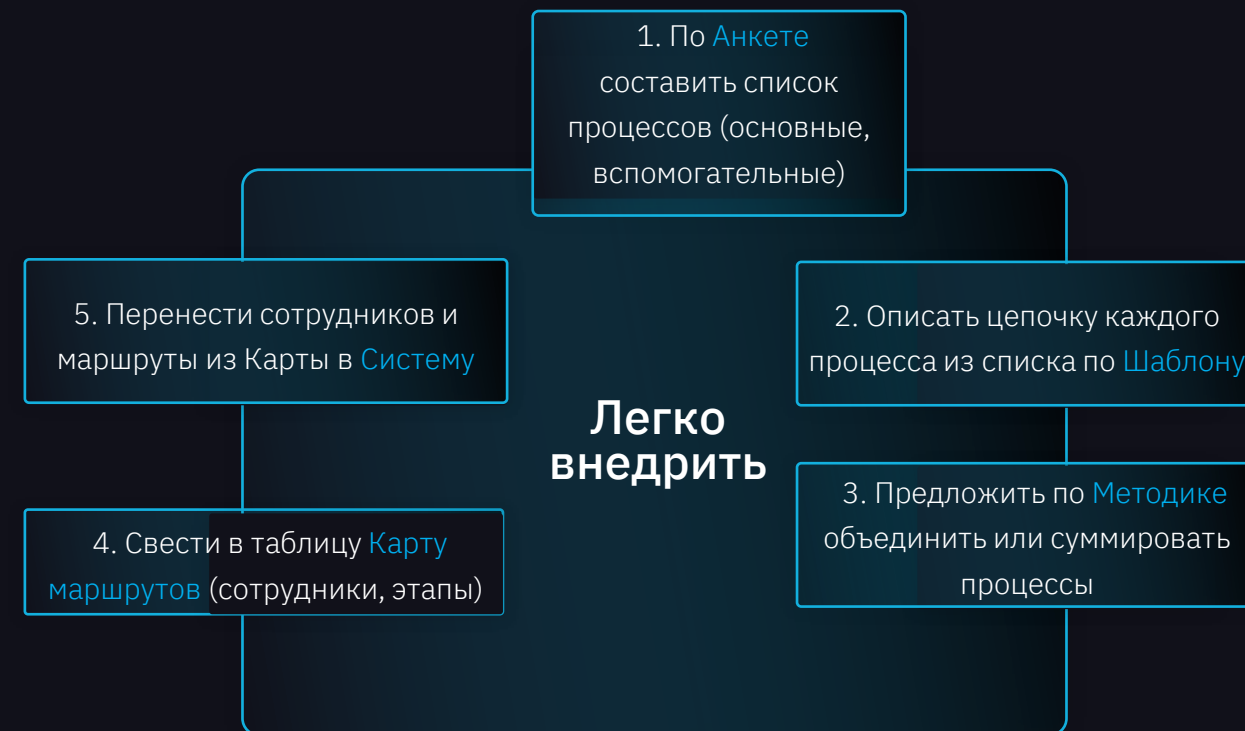 1. По Анкете
составить список
процессов (основные,
вспомогательные)
5. Перенести сотрудников и
маршруты из Карты в Систему
2. Описать цепочку каждого
процесса из списка по Шаблону
Легко
внедрить
3. Предложить по Методике
объединить или суммировать
процессы
4. Свести в таблицу Карту
маршрутов (сотрудники, этапы)